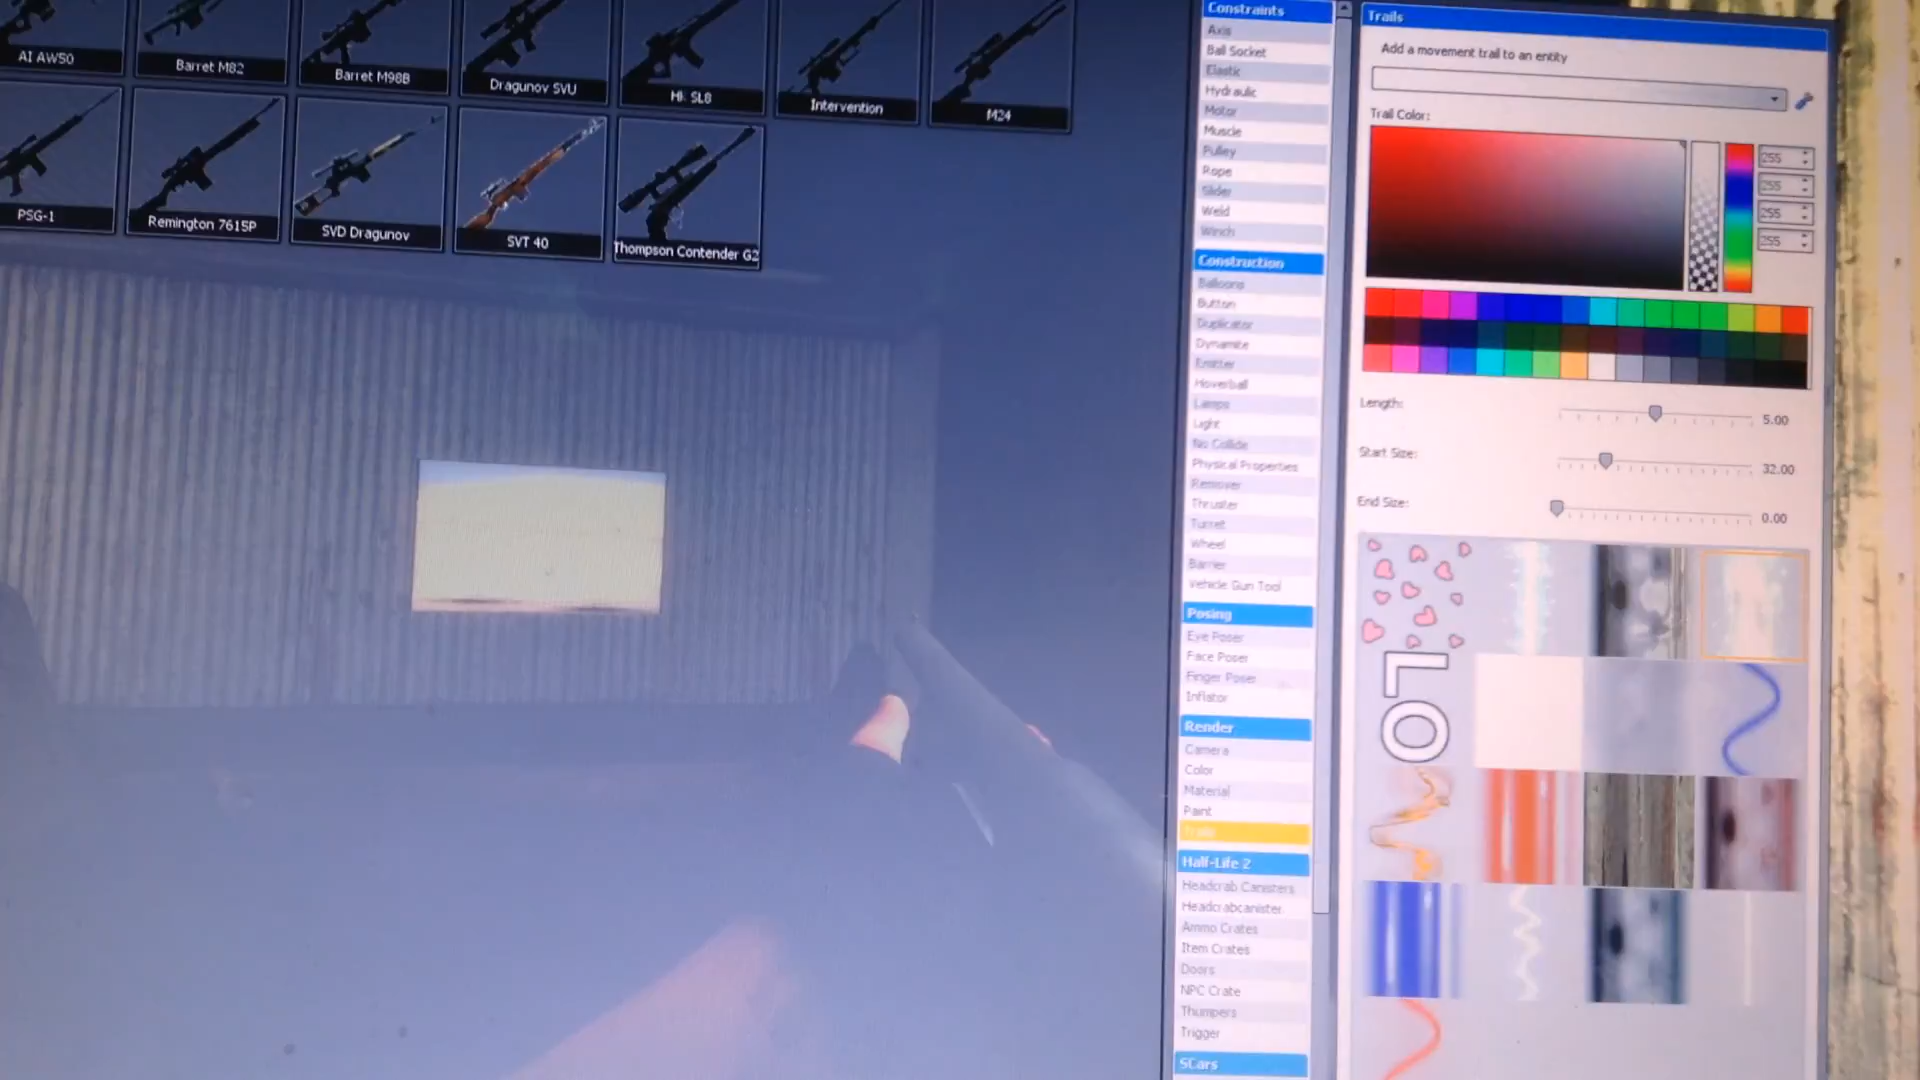 AI AW50
Barret M82
Barret M98B
Dragunov SVU
HK SL8
Intervention
M24
PSG-1
Remington 7615P
SVD Dragunov
SVT 40
Thompson Contender G2
Constraints
Axis
Ball Socket
Elastic
Hydraulic
Motor
Muscle
Pulley
Rope
Slider
Weld
Winch
Construction
Balloons
Button
Duplicator
Dynamite
Emitter
Hoverball
Lamps
Light
No Collide
Physical Properties
Remover
Thruster
Turret
Wheel
Barrier
Vehicle Gun Tool
Posing
Eye Poser
Face Poser
Finger Poser
Inflator
Render
Camera
Color
Material
Paint
Trails
Half-Life 2
Headcrab Canisters
Headcrabcanister
Ammo Crates
Item Crates
Doors
NPC Crate
Thumpers
Trigger
SCars
Trails
Add a movement trail to an entity
Trail Color:
255
255
255
255
Length:
5.00
Start Size:
32.00
End Size:
0.00
LO